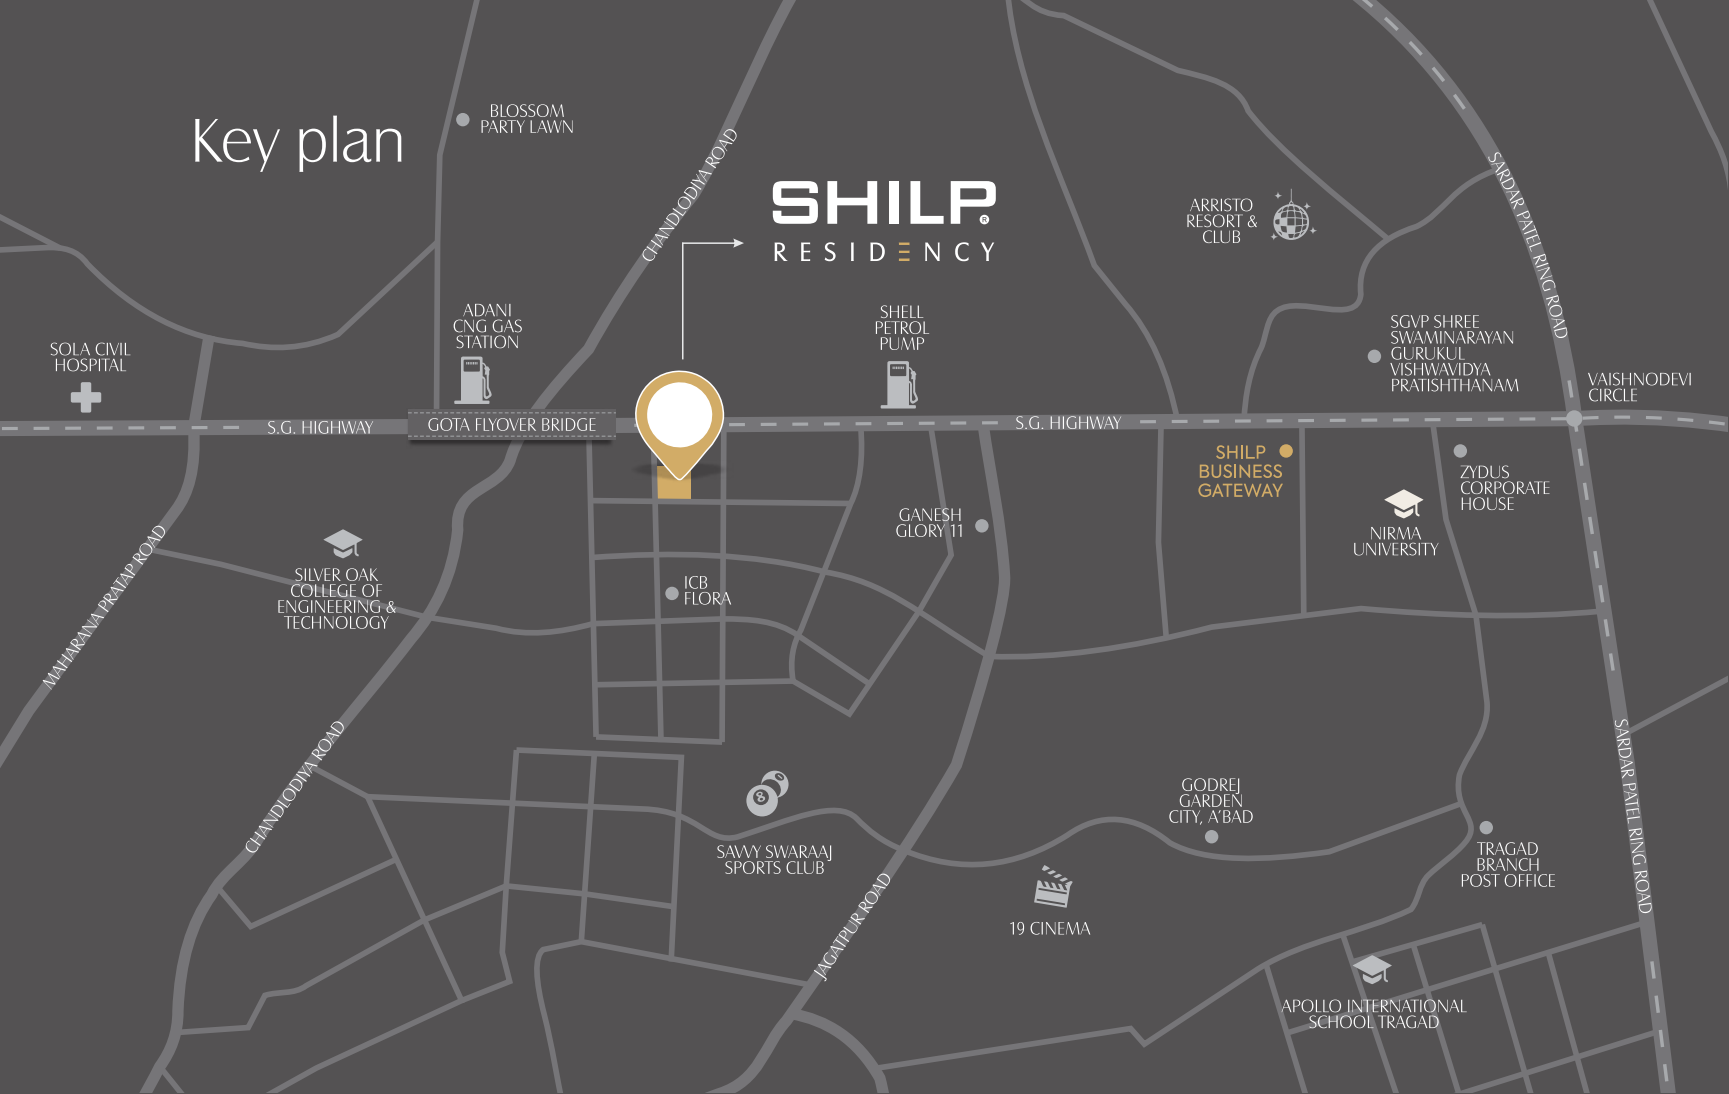 Key plan
BLOSSOM
PARTY LAWN
CHANDLODIYA ROAD
SHILP®
RESIDENCY
ARRISTO
RESORT &
CLUB
SARDAR PATEL RING ROAD
ADANI
CNG GAS
STATION
SHELL
PETROL
PUMP
SGVP SHREE
SWAMINARAYAN
GURUKUL
VISHWAVIDYA
PRATISHTHANAM
SOLA CIVIL
HOSPITAL
VAISHNODEVI
CIRCLE
S.G. HIGHWAY
GOTA FLYOVER BRIDGE
S.G. HIGHWAY
SHILP
BUSINESS
GATEWAY
ZYDUS
CORPORATE
HOUSE
GANESH
GLORY 11
NIRMA
UNIVERSITY
MAHARANA PRATAP ROAD
SILVER OAK
COLLEGE OF
ENGINEERING &
TECHNOLOGY
ICB
FLORA
CHANDLODIYA ROAD
SARDAR PATEL RING ROAD
8
SAVVY SWARAAJ
SPORTS CLUB
GODREJ
GARDEN
CITY, A'BAD
TRAGAD
BRANCH
POST OFFICE
JAGATPUR ROAD
19 CINEMA
APOLLO INTERNATIONAL
SCHOOL TRAGAD